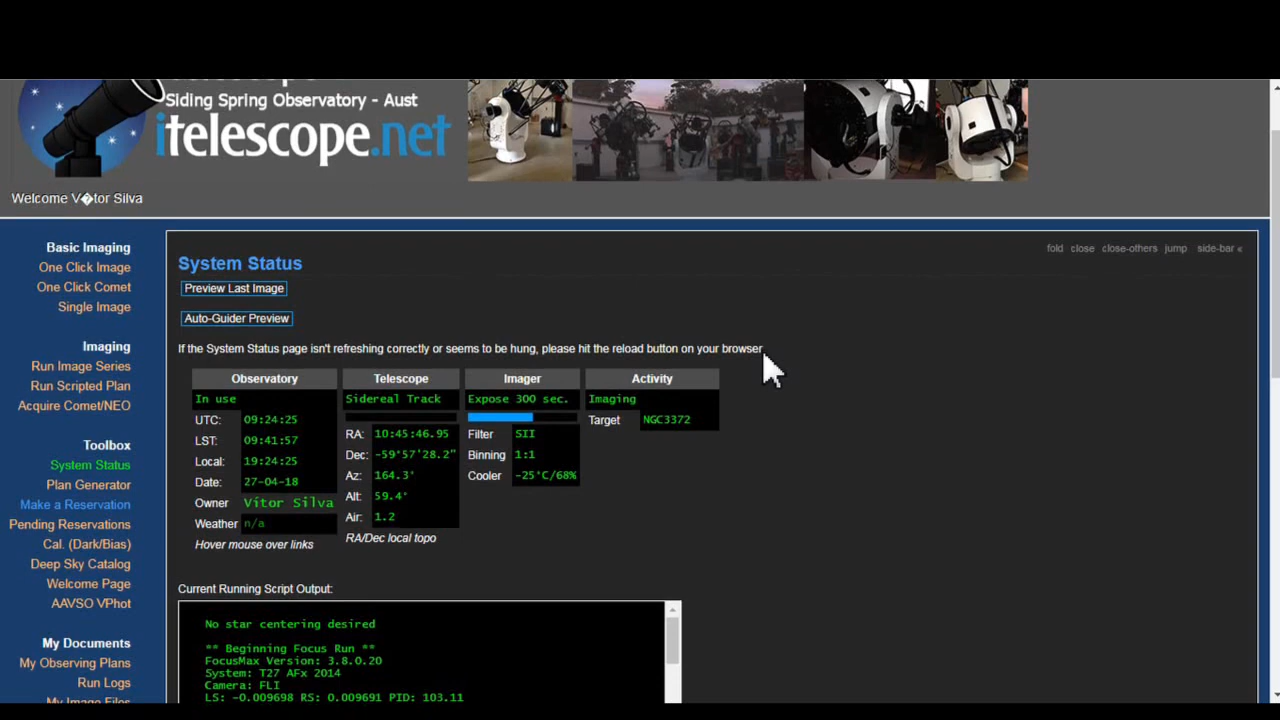 Siding Spring Observatory - Aust
itelescope.net
Welcome V�tor Silva
Basic Imaging
One Click Image
One Click Comet
Single Image
Imaging
Run Image Series
Run Scripted Plan
Acquire Comet/NEO
Toolbox
System Status
Plan Generator
Make a Reservation
Pending Reservations
Cal. (Dark/Bias)
Deep Sky Catalog
Welcome Page
AAVSO VPhot
My Documents
My Observing Plans
Run Logs
My Image Files
fold close close-others jump side-bar «
System Status
Preview Last Image
Auto-Guider Preview
If the System Status page isn't refreshing correctly or seems to be hung, please hit the reload button on your browser
Observatory
In use
UTC: 09:24:25
LST: 09:41:57
Local: 19:24:25
Date: 27-04-18
Owner Vítor Silva
Weather n/a
Hover mouse over links
Telescope
Sidereal Track
RA: 10:45:46.95
Dec: -59°57'28.2"
Az: 164.3°
Alt: 59.4°
Air: 1.2
RA/Dec local topo
Imager
Expose 300 sec.
Filter SII
Binning 1:1
Cooler -25°C/68%
Activity
Imaging
Target NGC3372
Current Running Script Output:
No star centering desired
** Beginning Focus Run **
FocusMax Version: 3.8.0.20
System: T27 AFx 2014
Camera: FLI
LS: -0.009698 RS: 0.009691 PID: 103.11